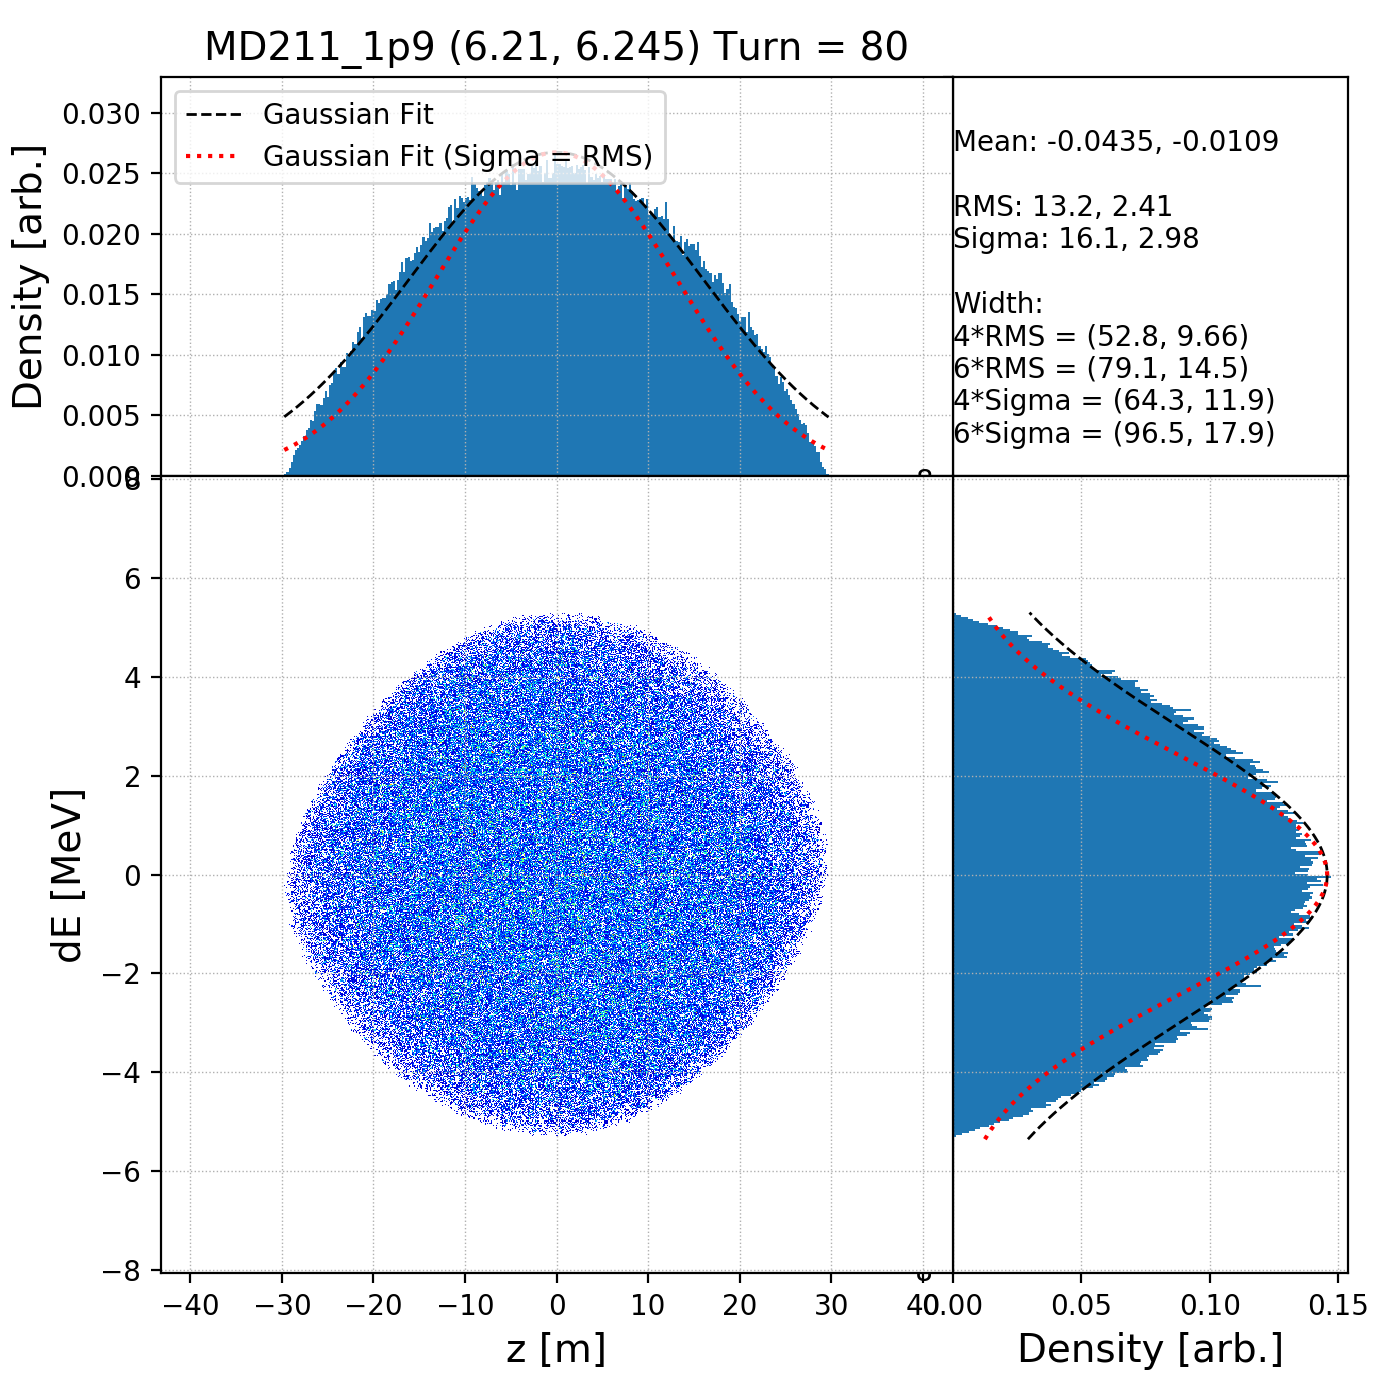 MD211_1p9 (6.21, 6.245) Turn = 80
Gaussian Fit
Gaussian Fit (Sigma = RMS)
Density [arb.]
0.030
0.025
0.020
0.015
0.010
0.005
0.000
Mean: -0.0435, -0.0109
RMS: 13.2, 2.41
Sigma: 16.1, 2.98
Width:
4*RMS = (52.8, 9.66)
6*RMS = (79.1, 14.5)
4*Sigma = (64.3, 11.9)
6*Sigma = (96.5, 17.9)
dE [MeV]
8
6
4
2
0
−2
−4
−6
−8
−40 −30 −20 −10 0 10 20 30 40
z [m]
0.00 0.05 0.10 0.15
Density [arb.]